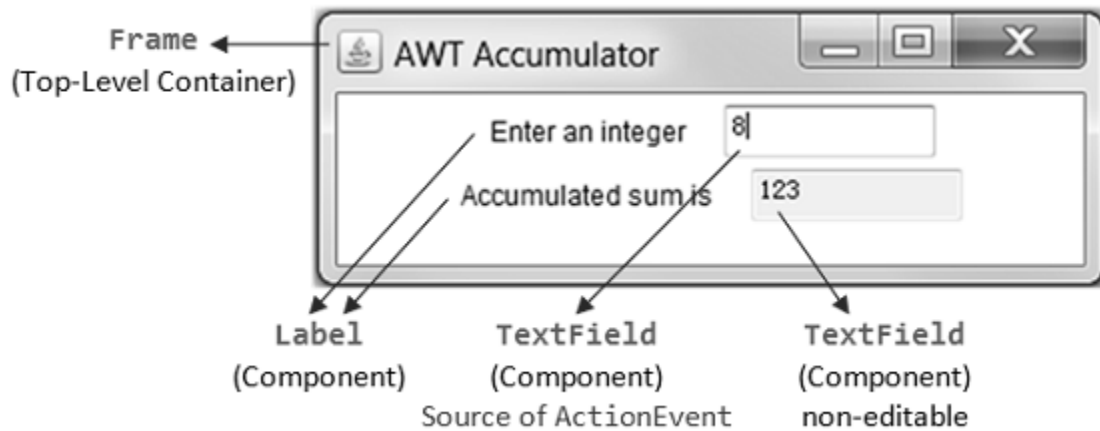 Frame
(Top-Level Container)
AWT Accumulator
Enter an integer
8
Accumulated sum is
123
Label
(Component)
TextField
(Component)
Source of ActionEvent
TextField
(Component)
non-editable